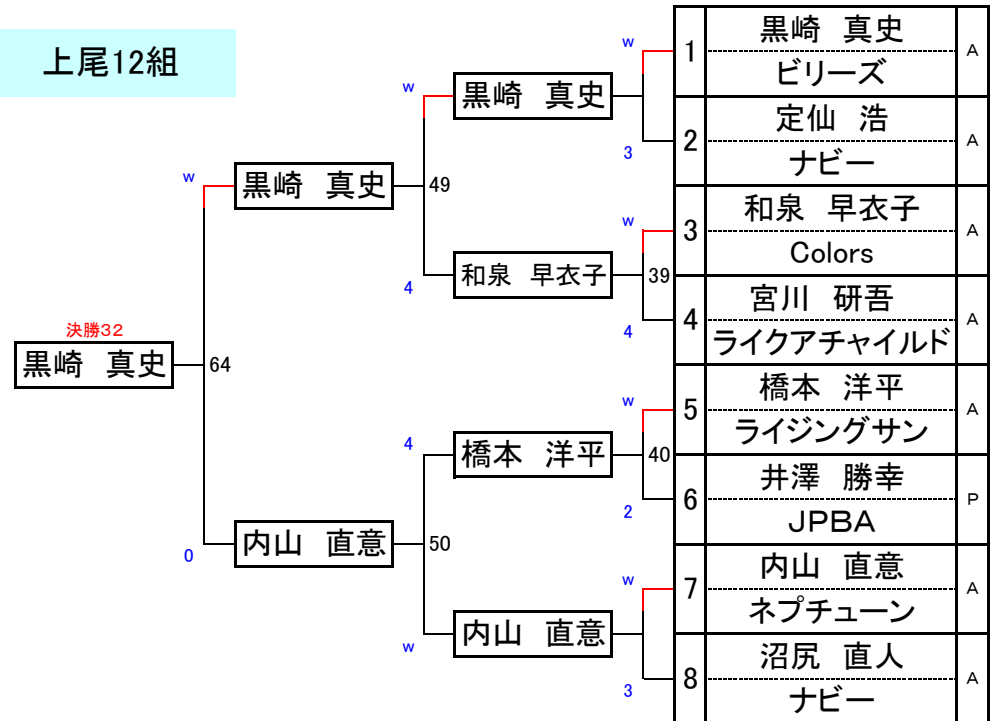 上尾12組
決勝32
黒崎　真史
64
w
黒崎　真史
49
0
内山　直意
50
w
黒崎　真史
4
和泉　早衣子
39
4
橋本　洋平
40
w
内山　直意
w
3
w
4
w
2
w
3
1
黒崎　真史
ビリーズ
A
2
定仙　浩
ナビー
A
3
和泉　早衣子
Colors
A
4
宮川　研吾
ライクアチャイルド
A
5
橋本　洋平
ライジングサン
A
6
井澤　勝幸
JPBA
P
7
内山　直意
ネプチューン
A
8
沼尻　直人
ナビー
A